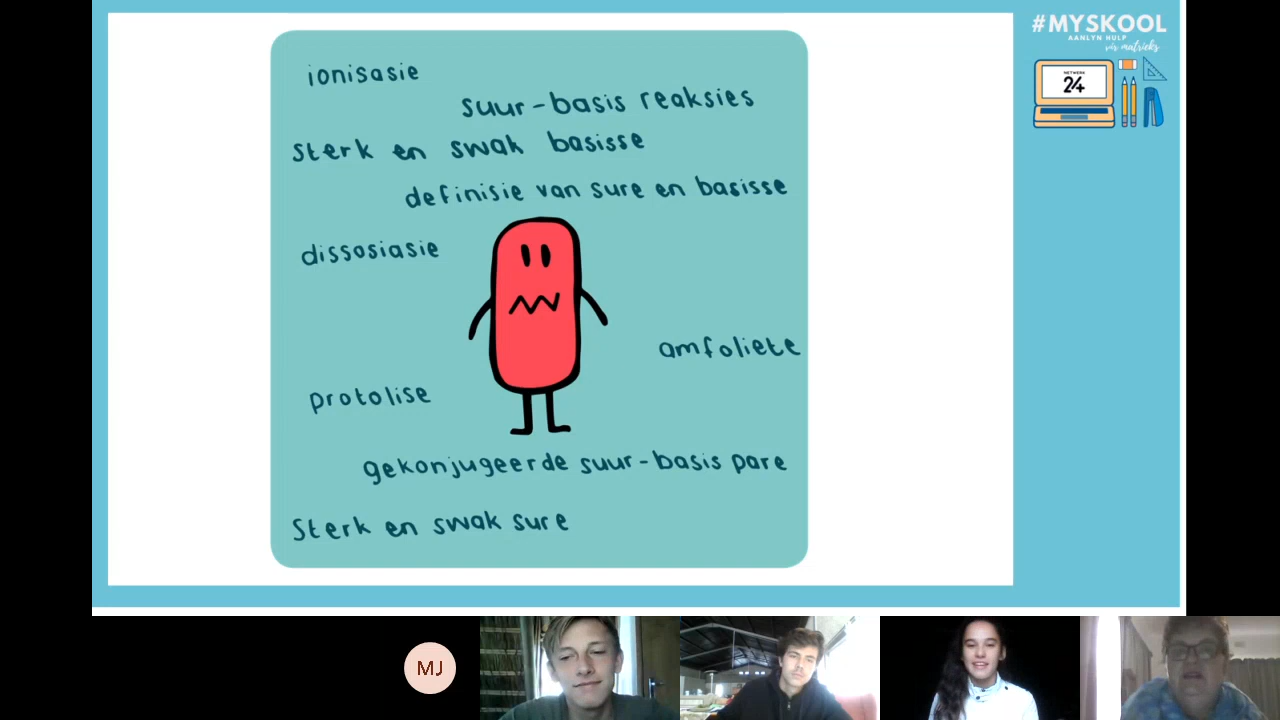 #MYSKOOL
AANLYN HULP
vir matrieks
NETWERK
24
ionisasie
suur-basis reaksies
sterk en swak basisse
definisie van sure en basisse
dissosiasie
amfoliete
protolise
gekonjugeerde suur-basis pare
Sterk en swak sure
MJ